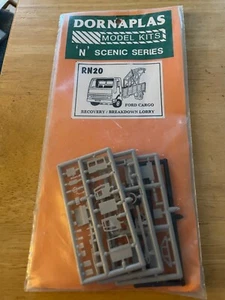 DORNAPLAS
MODEL KITS
'N' SCENIC SERIES
RN20
FORD CARGO
RECOVERY / BREAKDOWN LORRY